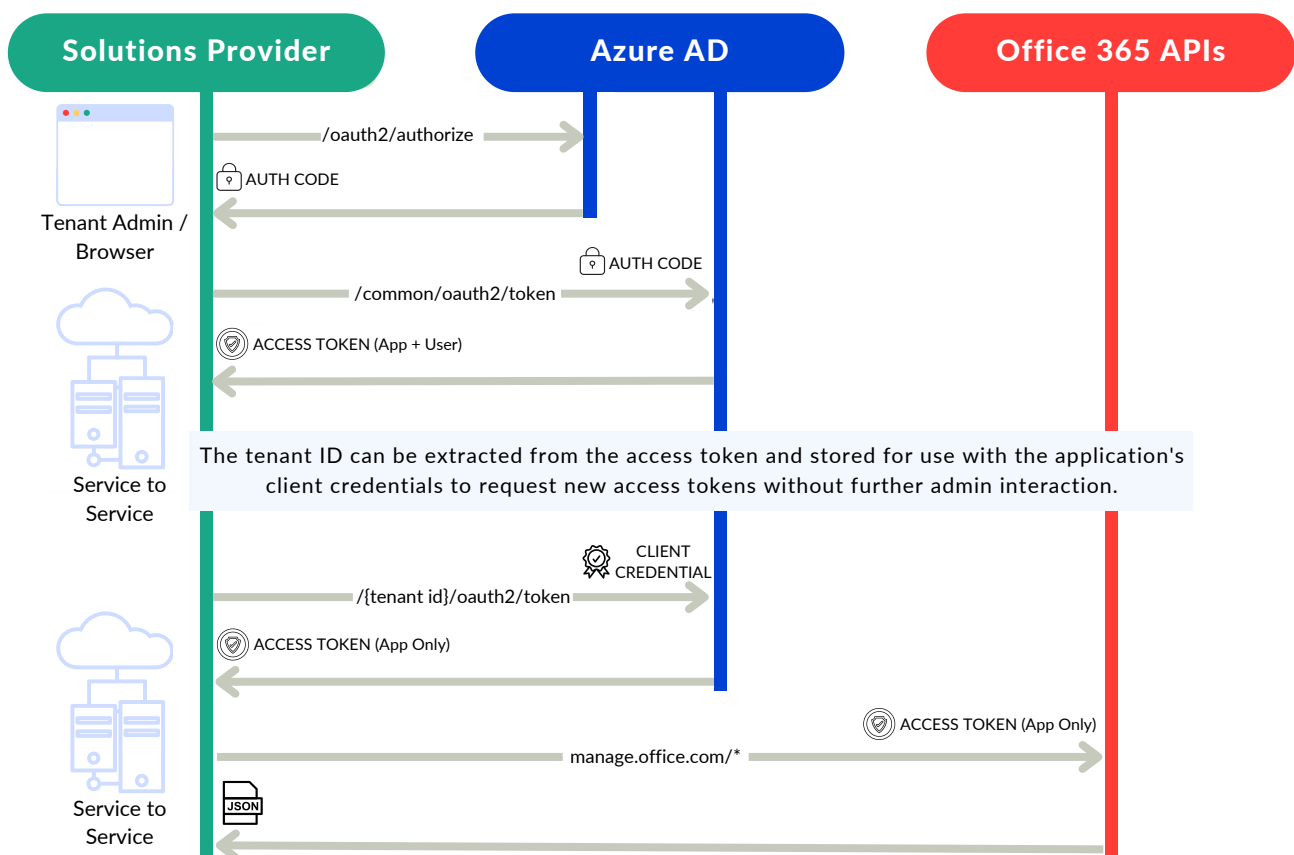 Solutions Provider
Azure AD
Office 365 APIs
/oauth2/authorize
AUTH CODE
Tenant Admin /
Browser
AUTH CODE
/common/oauth2/token
ACCESS TOKEN (App + User)
Service to
Service
The tenant ID can be extracted from the access token and stored for use with the application's
client credentials to request new access tokens without further admin interaction.
CLIENT
CREDENTIAL
/{tenant id}/oauth2/token
ACCESS TOKEN (App Only)
ACCESS TOKEN (App Only)
manage.office.com/*
JSON
Service to
Service